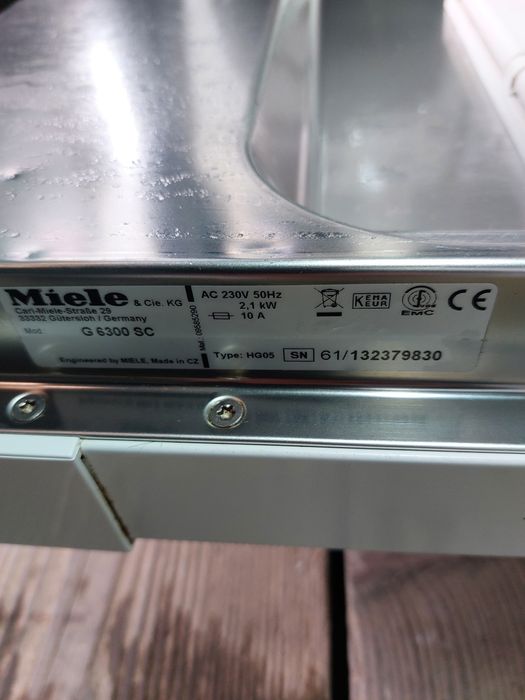 Miele & Cie. KG
Carl-Miele-Straße 29
33332 Gütersloh / Germany
Mod. G 6300 SC
Engineered by MIELE, Made in CZ
AC 230V 50Hz
2,1 kW
10 A
Type: HG05 SN 61/132379830
KEMA
KEUR
EMC
CE